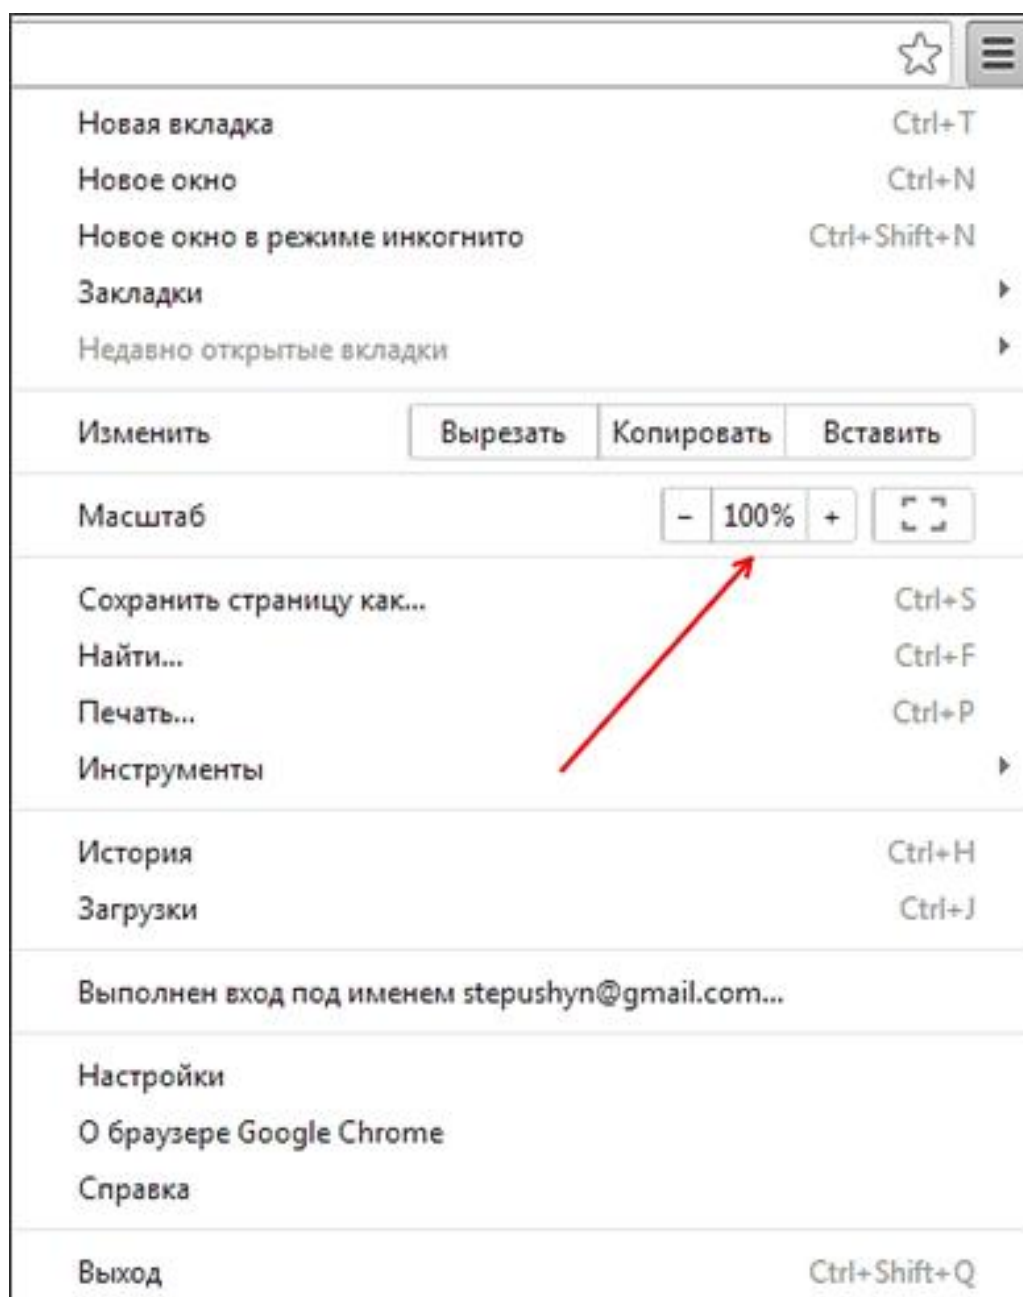 Новая вкладка Ctrl+T
Новое окно Ctrl+N
Новое окно в режиме инкогнито Ctrl+Shift+N
Закладки
Недавно открытые вкладки
Изменить Вырезать Копировать Вставить
Масштаб - 100% +
Сохранить страницу как... Ctrl+S
Найти... Ctrl+F
Печать... Ctrl+P
Инструменты
История Ctrl+H
Загрузки Ctrl+J
Выполнен вход под именем stepushyn@gmail.com...
Настройки
О браузере Google Chrome
Справка
Выход Ctrl+Shift+Q